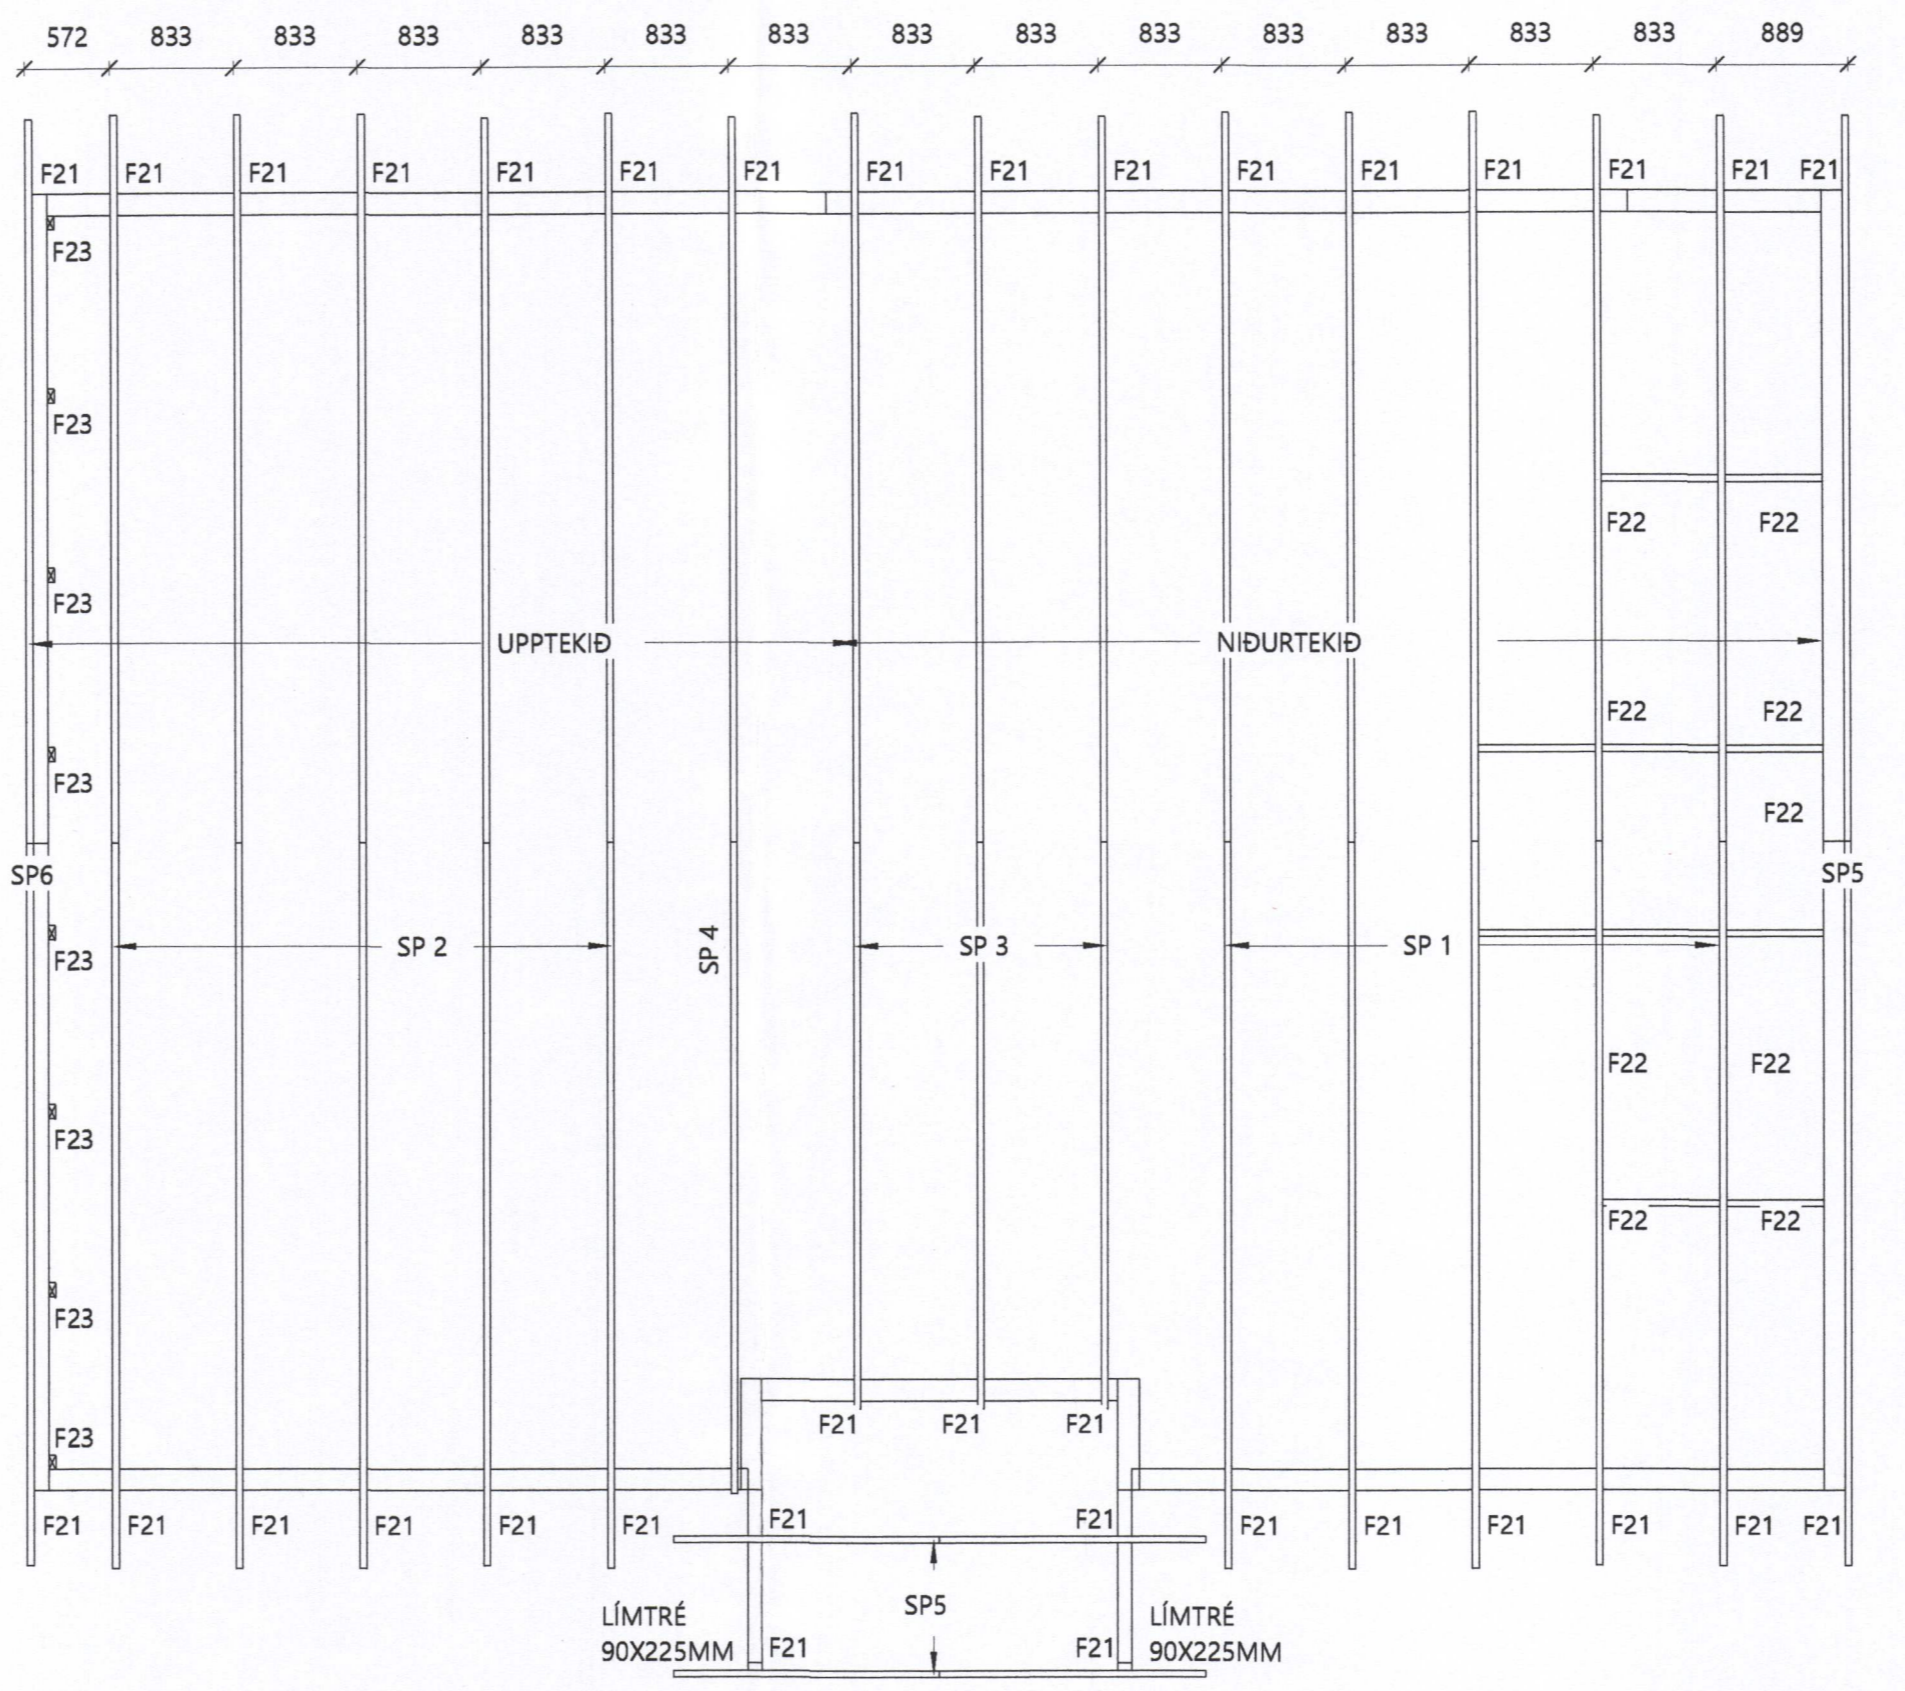 572 833 833 833 833 833 833 833 833 833 833 833 833 833 889
F21 F21 F21 F21 F21 F21 F21 F21 F21 F21 F21 F21 F21 F21 F21 F21
F23
F23
F22 F22
F23
UPPTEKIÐ NIÐURTEKIÐ
F22 F22
F23
F22
SP6 SP5
SP 2 SP 4 SP 3 SP 1
F23
F22 F22
F23
F22 F22
F23
F21 F21 F21
F23
F21 F21
F21 F21 F21 F21 F21 F21 F21 F21 F21 F21 F21 F21
SP5
LÍMTRÉ LÍMTRÉ
90X225MM F21 F21 90X225MM